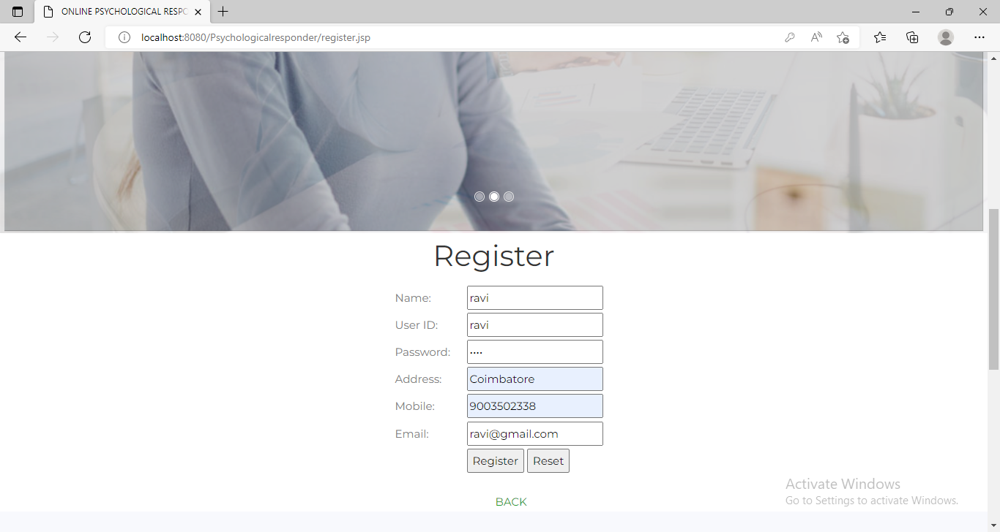 ONLINE PSYCHOLOGICAL RESPO
localhost:8080/Psychologicalresponder/register.jsp
Register
Name: ravi
User ID: ravi
Password: ····
Address: Coimbatore
Mobile: 9003502338
Email: ravi@gmail.com
Register Reset
BACK
Activate Windows
Go to Settings to activate Windows.